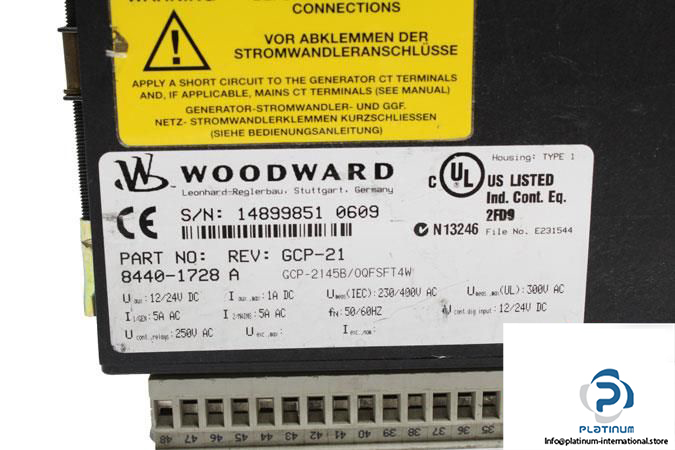 CONNECTIONS
VOR ABKLEMMEN DER
STROMWANDLERANSCHLÜSSE
APPLY A SHORT CIRCUIT TO THE GENERATOR CT TERMINALS
AND, IF APPLICABLE, MAINS CT TERMINALS (SEE MANUAL)
GENERATOR-STROMWANDLER- UND GGF.
NETZ- STROMWANDLERKLEMMEN KURZSCHLIESSEN
(SIEHE BEDIENUNGSANLEITUNG)
WOODWARD
Leonhard-Reglerbau, Stuttgart, Germany
CE S/N: 14899851 0609
PART NO: REV: GCP-21
8440-1728 A GCP-2145B/0QFSFT4W
Housing: TYPE 1
C UL US LISTED
Ind. Cont. Eq.
2FD9
N13246 File No. E231544
U aux: 12/24V DC I aux,max: 1A DC U meas(IEC): 230/400V AC U meas,max(UL): 300V AC
I 1/GEN: 5A AC I 2/MAINS: 5A AC fN: 50/60HZ U cont.dig input: 12/24V DC
U cont,relays: 250V AC U exc,max: I exc,nom:
48 47 46 45 44 43 42 41 40 39 38 37 36 35
PLATINUM
info@platinum-international.store